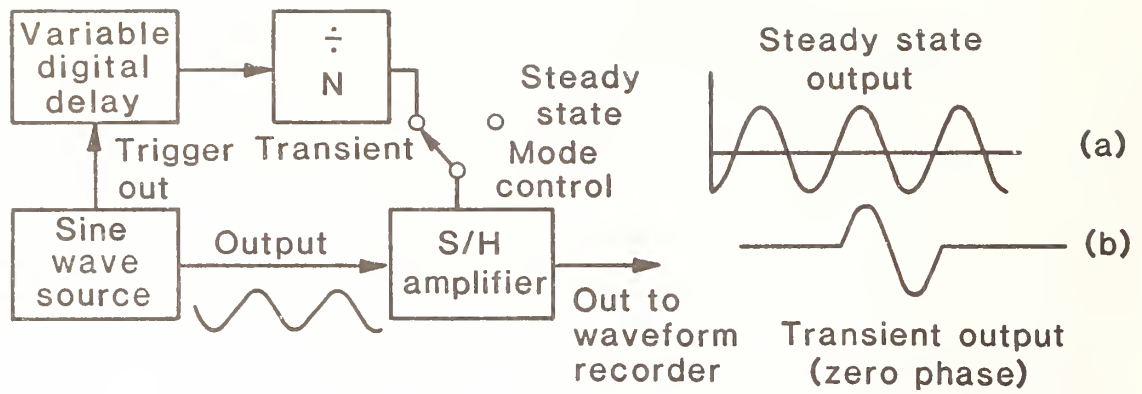 Variable
digital
delay
÷
N
Steady
state
Mode
control
Trigger
out
Transient
Sine
wave
source
Output
S/H
amplifier
Out to
waveform
recorder
Steady state
output
(a)
(b)
Transient output
(zero phase)